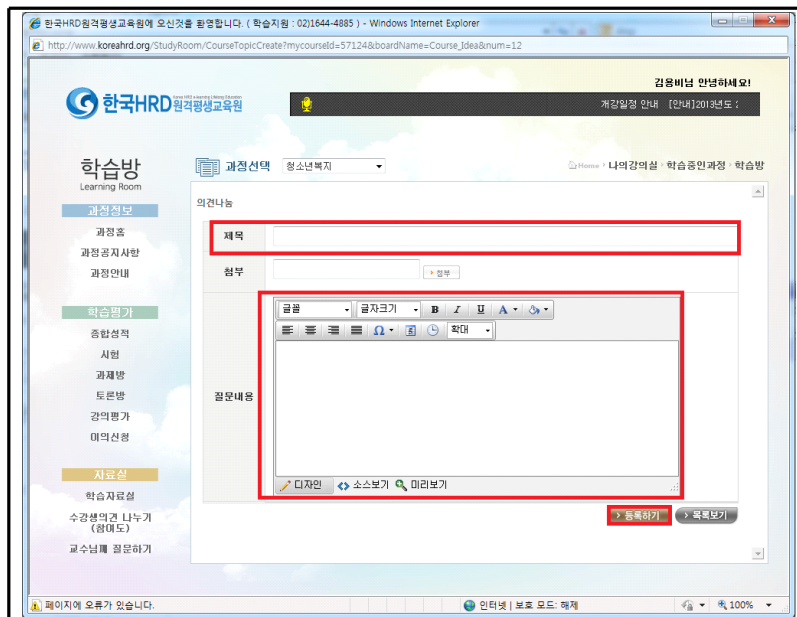 한국HRD원격평생교육원에 오신것을 환영합니다. ( 학습지원 : 02)1644-4885 ) - Windows Internet Explorer
http://www.koreahrd.org/StudyRoom/CourseTopicCreate?mycourseId=57124&boardName=Course_Idea&num=12
김용비님 안녕하세요!
한국HRD원격평생교육원
개강일정 안내 [안내]2013년도
학습방
Learning Room
과정선택 청소년복지
Home 나의강의실 학습중인과정 학습방
과정정보
과정홈
과정공지사항
과정안내
학습평가
종합성적
시험
과제방
토론방
강의평가
이의신청
자료실
학습자료실
수강생의견 나누기
(참여도)
교수님께 질문하기
의견나눔
제목
첨부 첨부
질문내용
글꼴 글자크기 B I U A
Ω 확대
디자인 소스보기 미리보기
> 등록하기 > 목록보기
페이지에 오류가 있습니다. 인터넷 | 보호 모드: 해제 100%